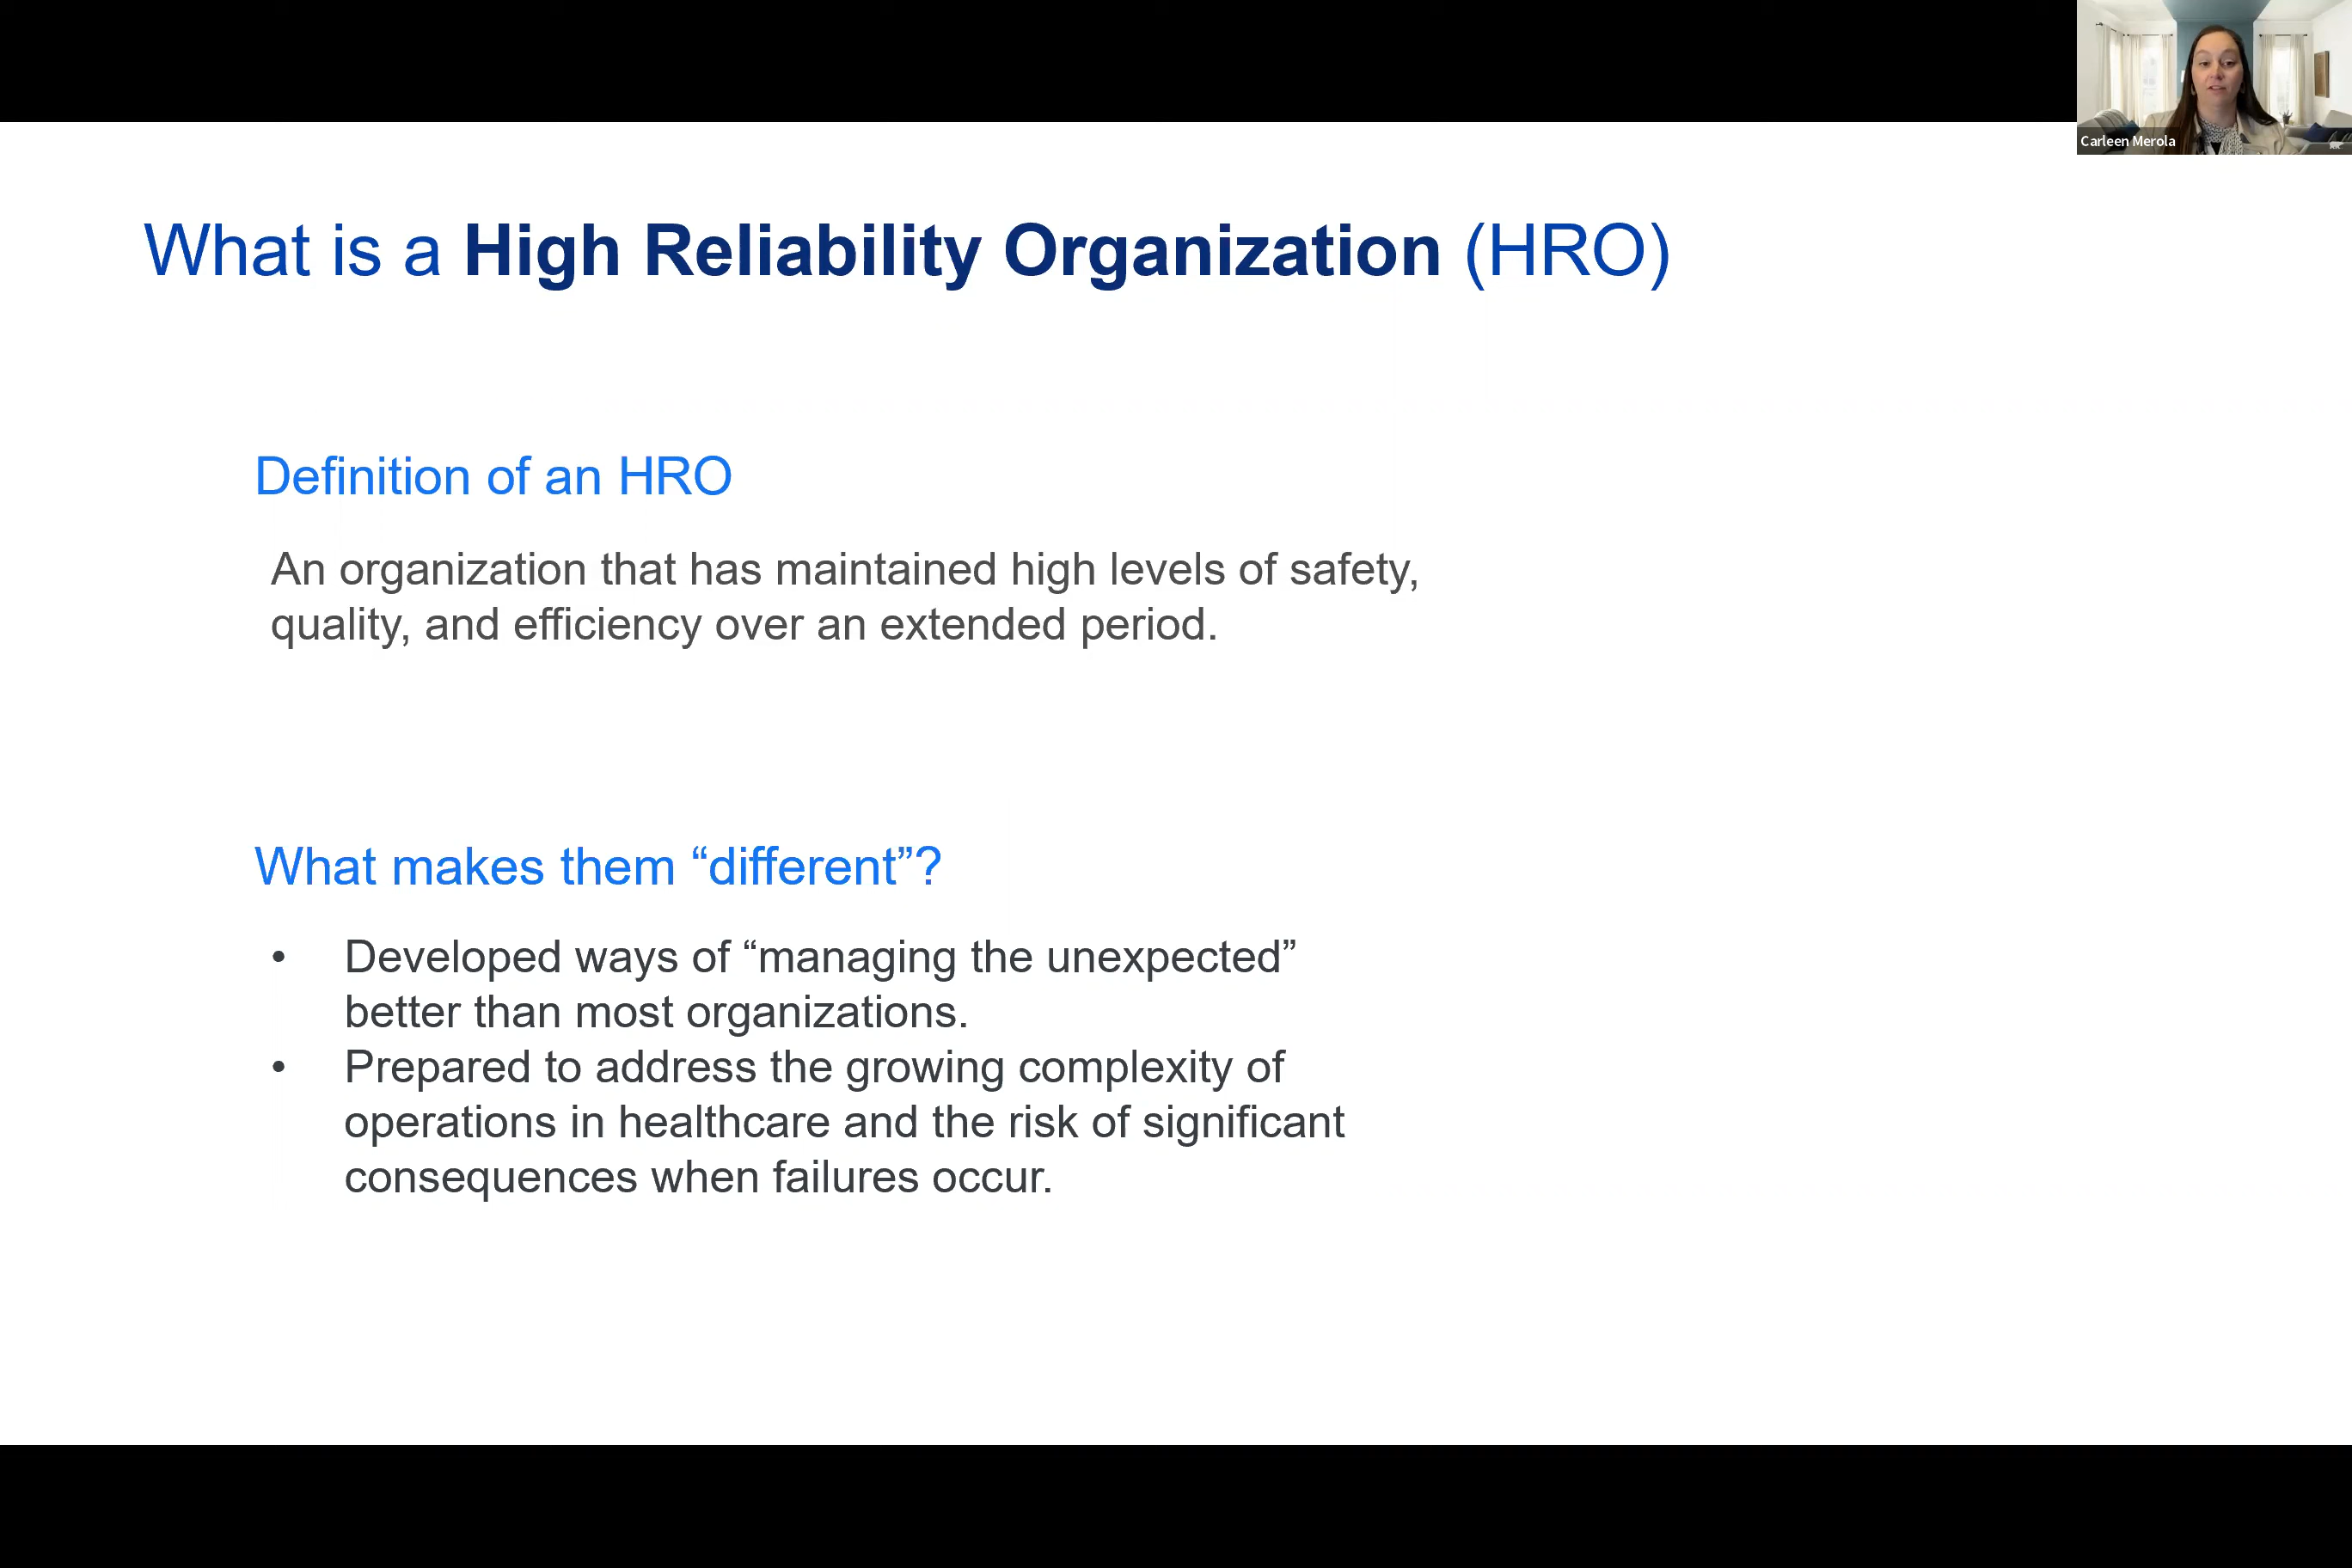 Carleen Merola
What is a High Reliability Organization (HRO)
Definition of an HRO
An organization that has maintained high levels of safety,
quality, and efficiency over an extended period.
What makes them “different”?
• Developed ways of “managing the unexpected”
better than most organizations.
• Prepared to address the growing complexity of
operations in healthcare and the risk of significant
consequences when failures occur.